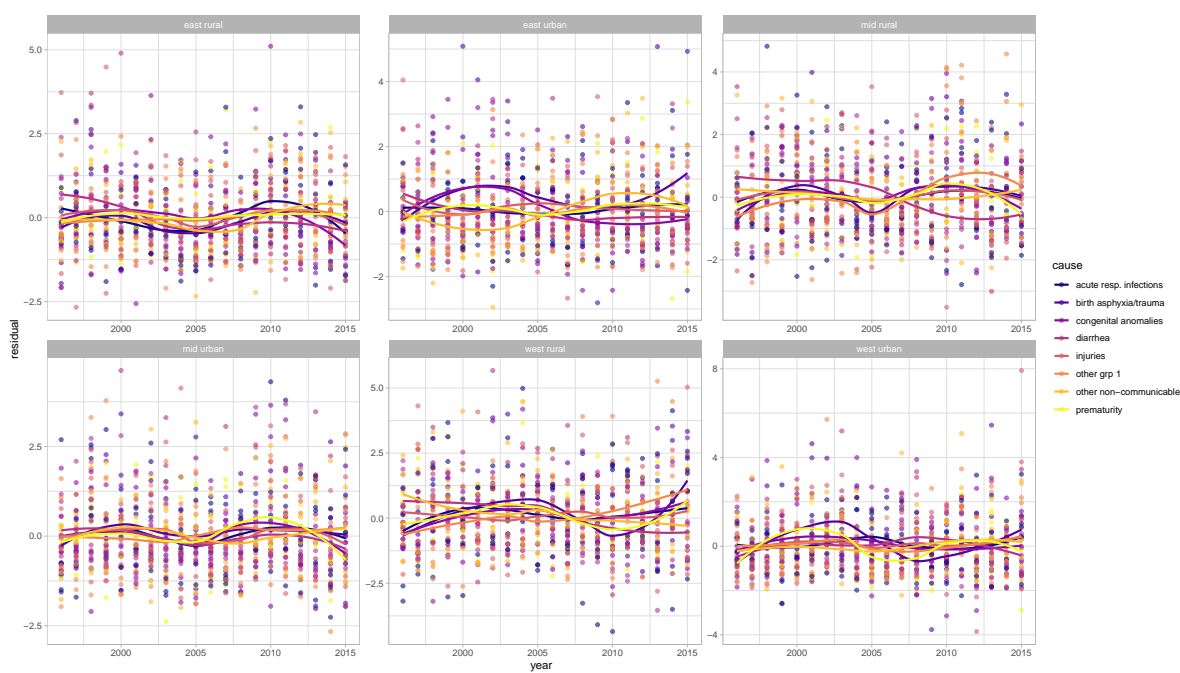 east rural
east urban
mid rural
5.0
2.5
0.0
−2.5
4
2
0
−2
4
2
0
−2
2000
2005
2010
2015
2000
2005
2010
2015
2000
2005
2010
2015
residual
mid urban
west rural
west urban
2.5
0.0
−2.5
5.0
2.5
0.0
−2.5
8
4
0
−4
2000
2005
2010
2015
2000
2005
2010
2015
2000
2005
2010
2015
year
cause
acute resp. infections
birth asphyxia/trauma
congenital anomalies
diarrhea
injuries
other grp 1
other non−communicable
prematurity